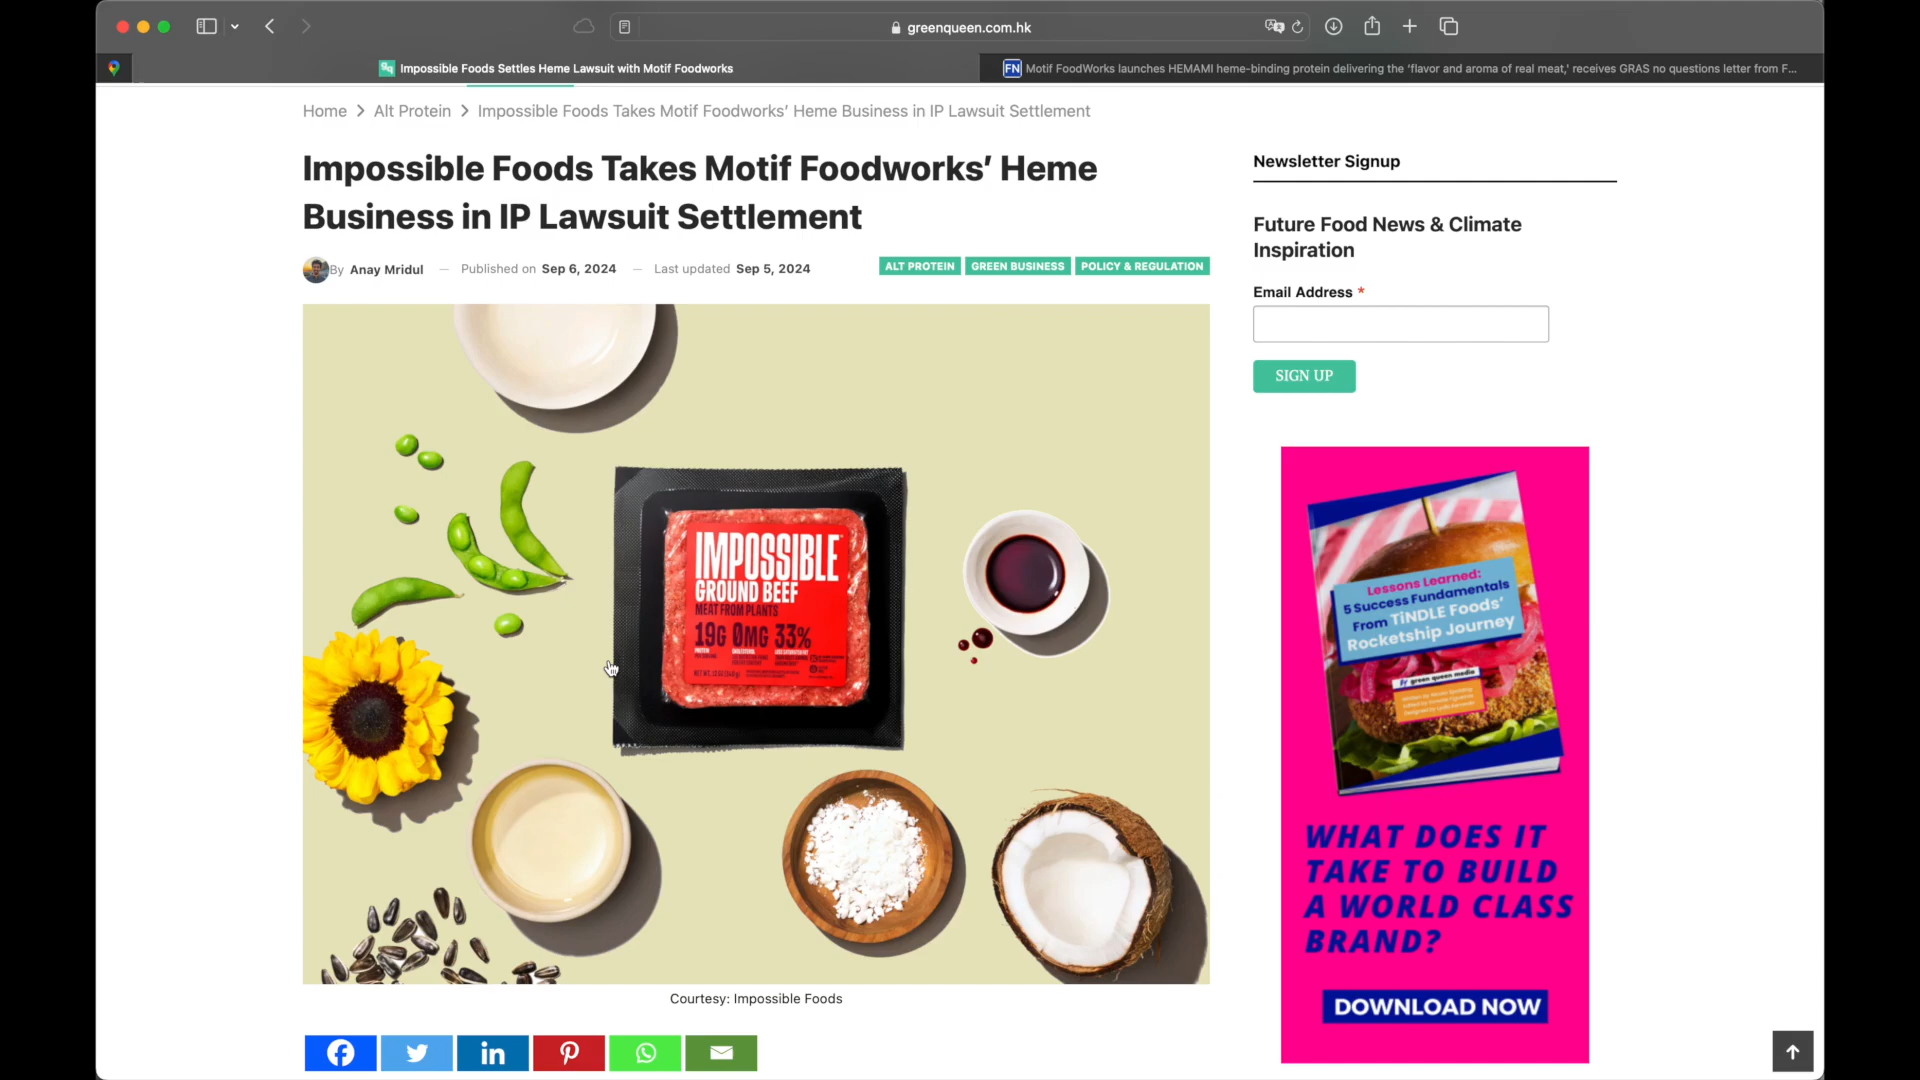 greenqueen.com.hk
Impossible Foods Settles Heme Lawsuit with Motif Foodworks
FN Motif FoodWorks launches HEMAMI heme-binding protein delivering the 'flavor and aroma of real meat,' receives GRAS no questions letter from F...
Home > Alt Protein > Impossible Foods Takes Motif Foodworks' Heme Business in IP Lawsuit Settlement
Impossible Foods Takes Motif Foodworks' Heme
Business in IP Lawsuit Settlement
By Anay Mridul — Published on Sep 6, 2024 — Last updated Sep 5, 2024
ALT PROTEIN GREEN BUSINESS POLICY & REGULATION
IMPOSSIBLE
GROUND BEEF
MEAT FROM PLANTS
19G 0MG 33%
Courtesy: Impossible Foods
Newsletter Signup
Future Food News & Climate
Inspiration
Email Address *
SIGN UP
Lessons Learned:
5 Success Fundamentals
From TiNDLE Foods'
Rocketship Journey
green queen media
WHAT DOES IT
TAKE TO BUILD
A WORLD CLASS
BRAND?
DOWNLOAD NOW